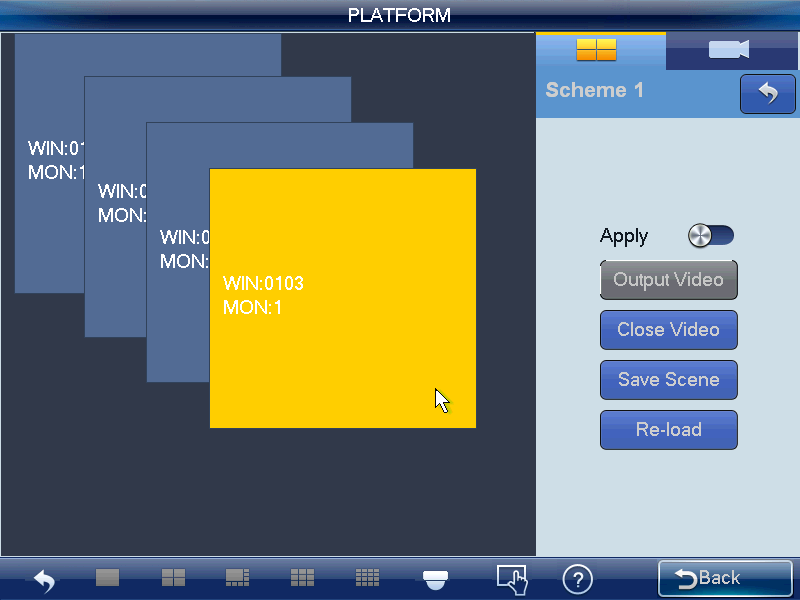 PLATFORM
Scheme 1
WIN:01
MON:1
WIN:0
MON:
WIN:0
MON:
WIN:0103
MON:1
Apply
Output Video
Close Video
Save Scene
Re-load
?
Back